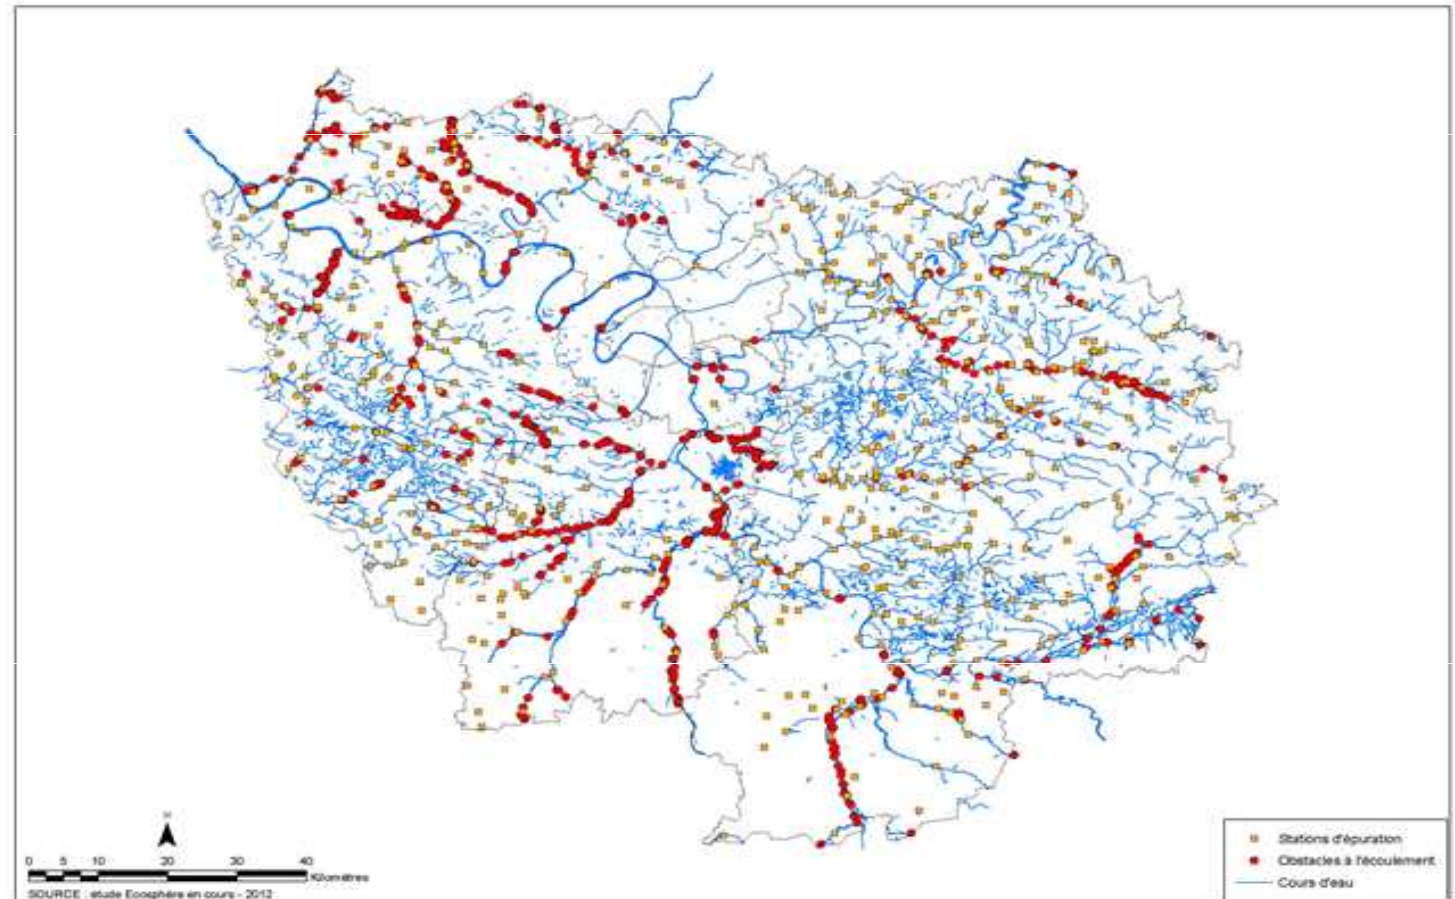 N
0 5 10 20 30 40
Kilomètres
SOURCE : étude Ecosphère en cours - 2012
Stations d'épuration
Obstacles à l'écoulement
Cours d'eau